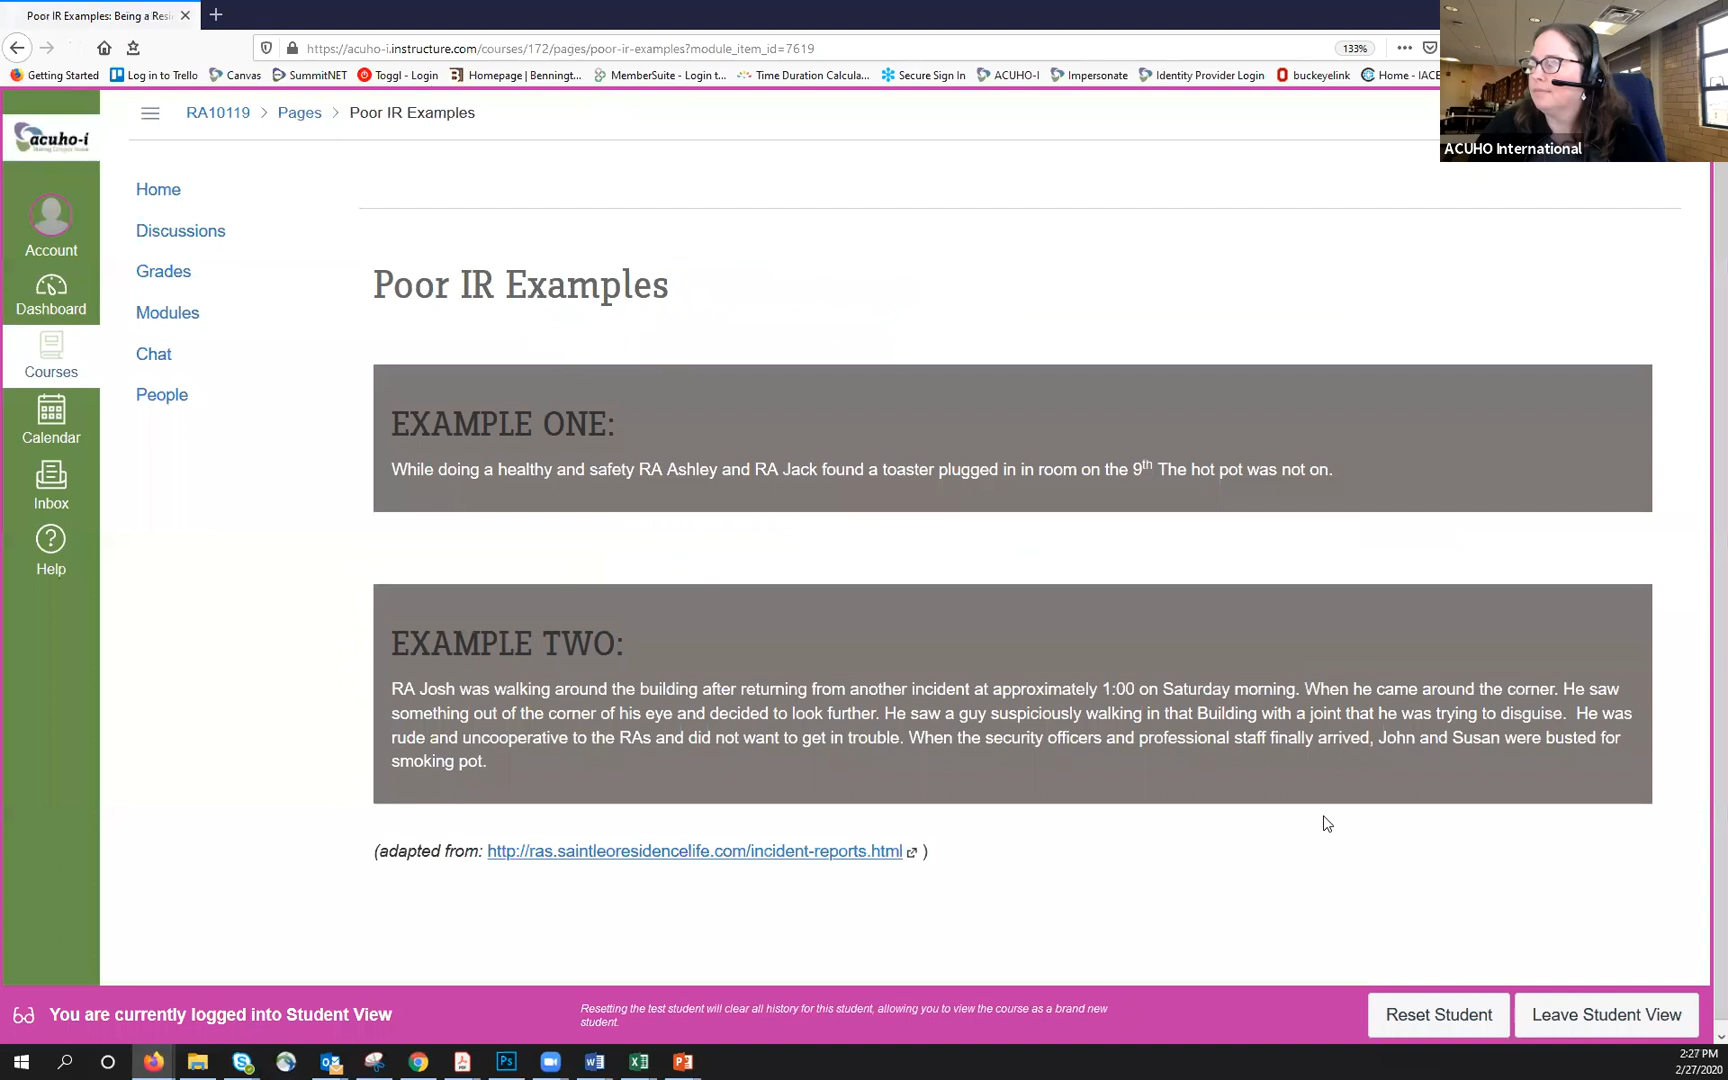 Poor IR Examples: Being a Resi
https://acuho-i.instructure.com/courses/172/pages/poor-ir-examples?module_item_id=7619
133%
Getting Started
Log in to Trello
Canvas
SummitNET
Toggl - Login
Homepage | Benningt...
MemberSuite - Login t...
Time Duration Calcula...
Secure Sign In
ACUHO-I
Impersonate
Identity Provider Login
buckeyelink
Home - IACE
ACUHO International
acuho-i
RA10119 > Pages > Poor IR Examples
Account
Dashboard
Courses
Calendar
Inbox
Help
Home
Discussions
Grades
Modules
Chat
People
Poor IR Examples
EXAMPLE ONE:
While doing a healthy and safety RA Ashley and RA Jack found a toaster plugged in in room on the 9th The hot pot was not on.
EXAMPLE TWO:
RA Josh was walking around the building after returning from another incident at approximately 1:00 on Saturday morning. When he came around the corner. He saw
something out of the corner of his eye and decided to look further. He saw a guy suspiciously walking in that Building with a joint that he was trying to disguise. He was
rude and uncooperative to the RAs and did not want to get in trouble. When the security officers and professional staff finally arrived, John and Susan were busted for
smoking pot.
(adapted from: http://ras.saintleoresidencelife.com/incident-reports.html )
You are currently logged into Student View
Resetting the test student will clear all history for this student, allowing you to view the course as a brand new
student.
Reset Student
Leave Student View
2:27 PM
2/27/2020